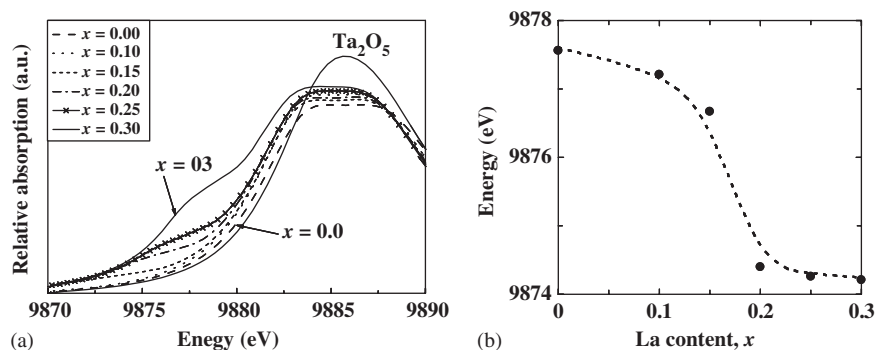 Ta₂O₅
x = 0.00
x = 0.10
x = 0.15
x = 0.20
x = 0.25
x = 0.30
x = 03
x = 0.0
Relative absorption (a.u.)
9870 9875 9880 9885 9890
(a)
Enegy (eV)
9878
9876
9874
Energy
(eV)
0 0.1 0.2 0.3
(b)
La content, x